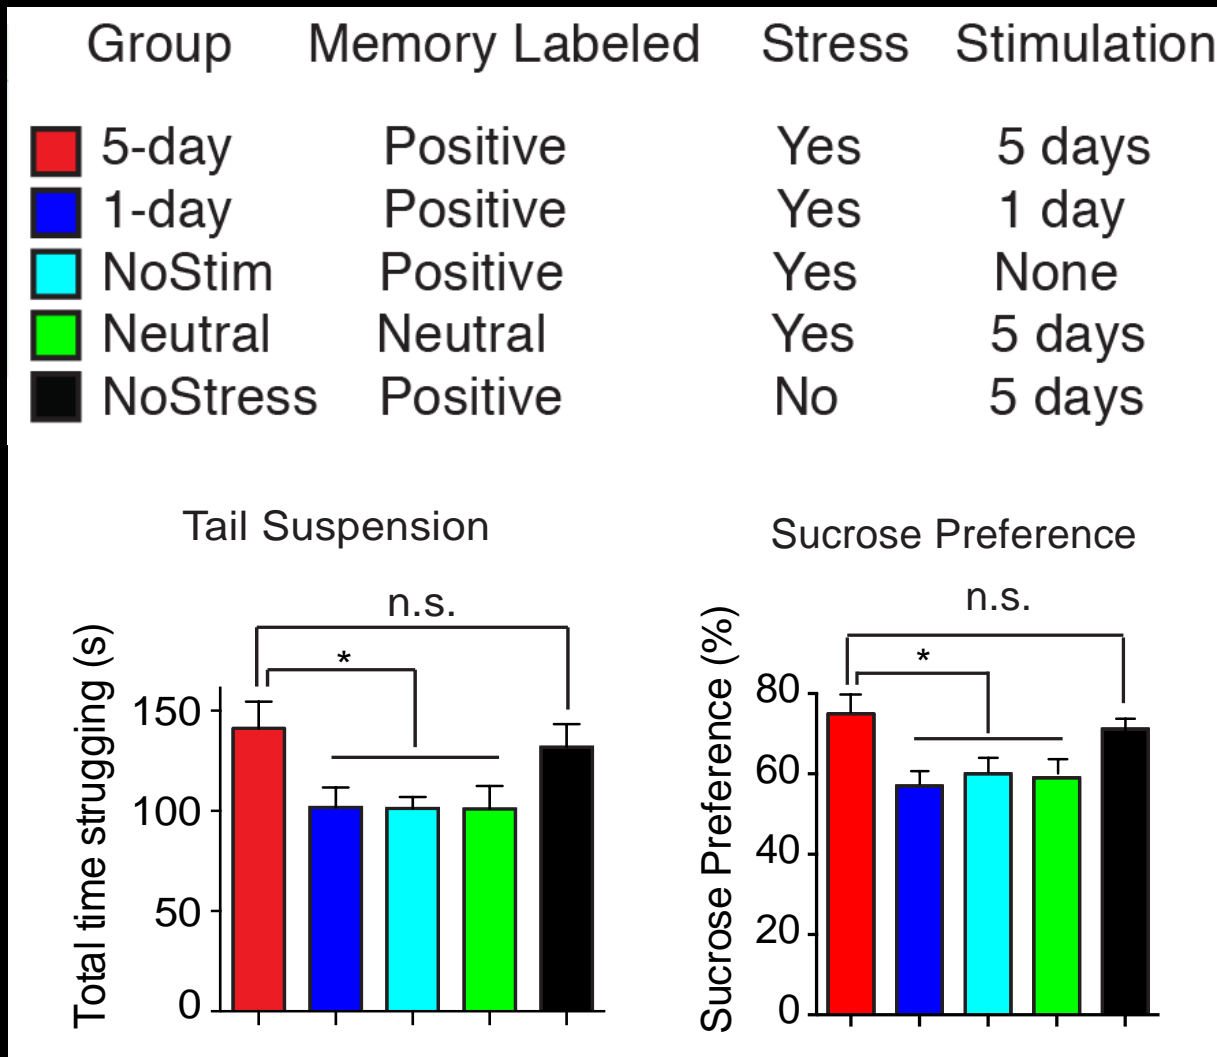 Group Memory Labeled Stress Stimulation
5-day Positive Yes 5 days
1-day Positive Yes 1 day
NoStim Positive Yes None
Neutral Neutral Yes 5 days
NoStress Positive No 5 days
Tail Suspension
n.s.
*
Total time strugging (s)
150
100
50
0
Sucrose Preference
n.s.
*
Sucrose Preference (%)
80
60
40
20
0